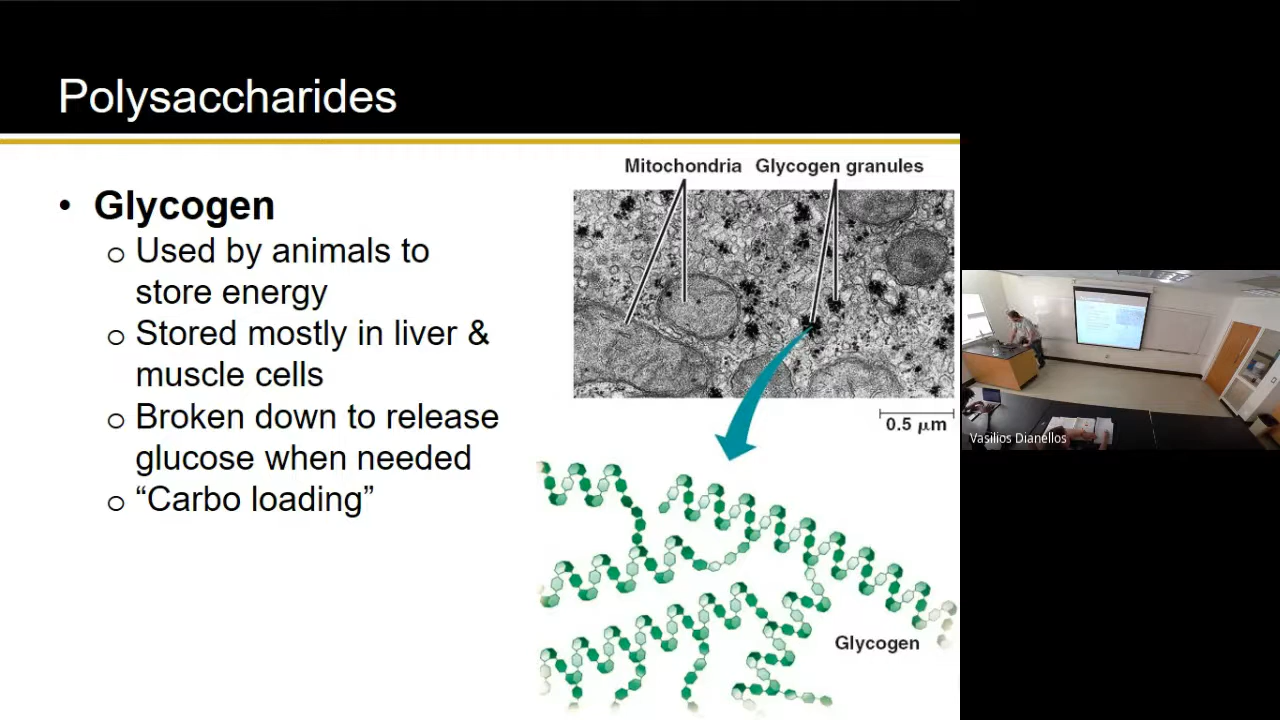 Polysaccharides
• Glycogen
o Used by animals to
store energy
o Stored mostly in liver &
muscle cells
o Broken down to release
glucose when needed
o “Carbo loading”
Mitochondria Glycogen granules
0.5 μm
Glycogen
Vasilios Dianellos